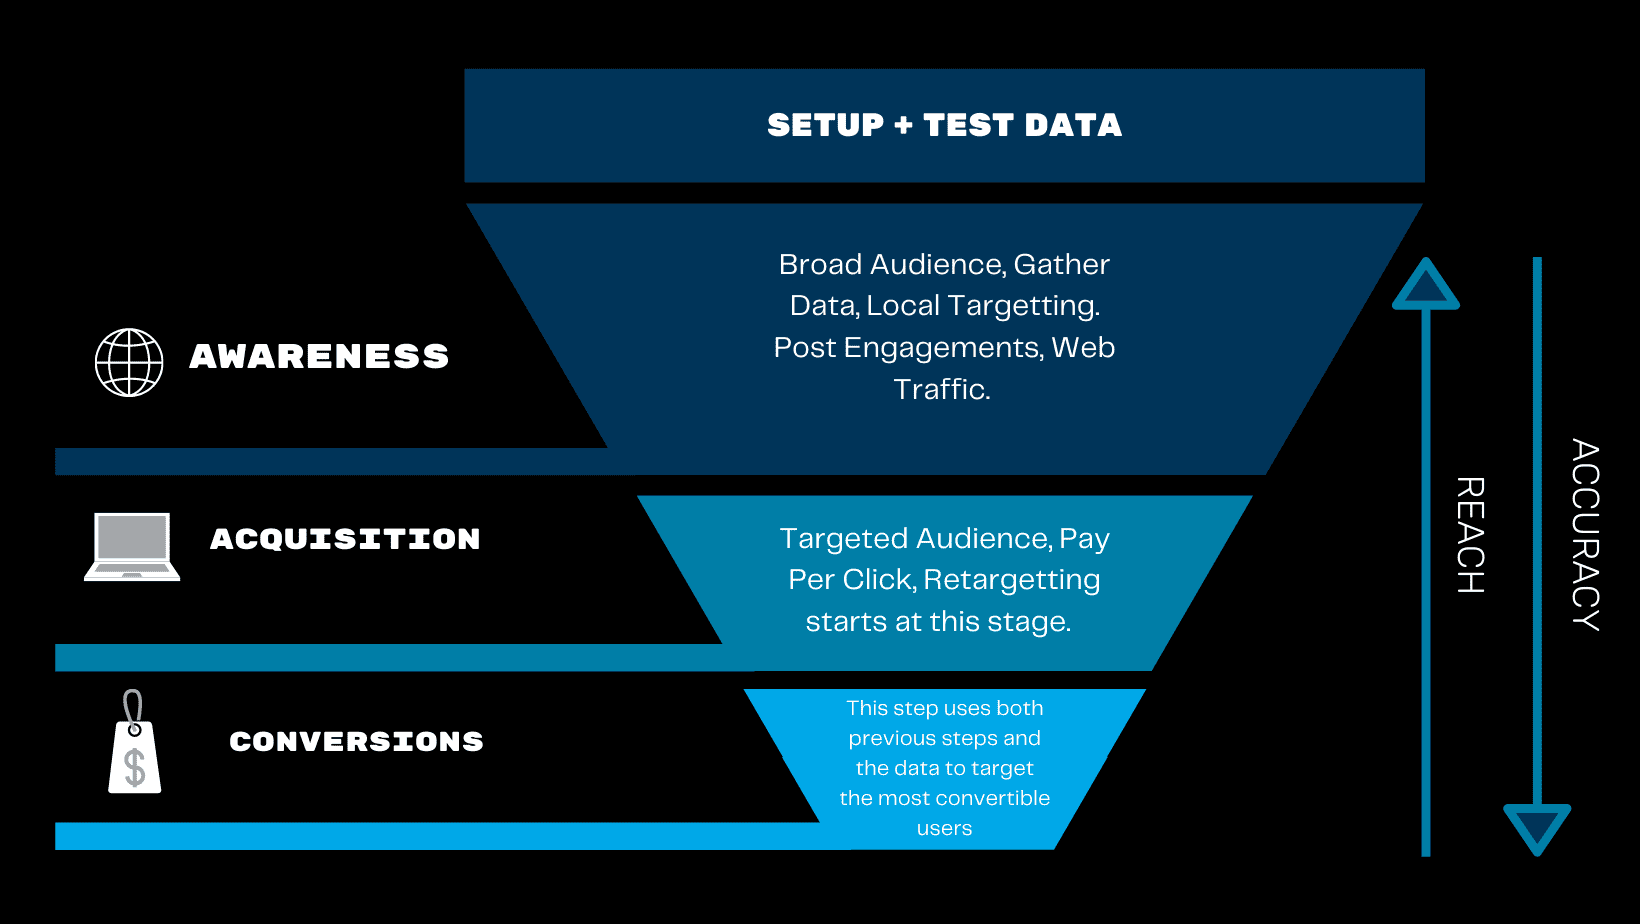 SETUP + TEST DATA
Broad Audience, Gather
Data, Local Targetting.
Post Engagements, Web
Traffic.
AWARENESS
ACQUISITION
Targeted Audience, Pay
Per Click, Retargetting
starts at this stage.
CONVERSIONS
This step uses both
previous steps and
the data to target
the most convertible
users
REACH
ACCURACY
$